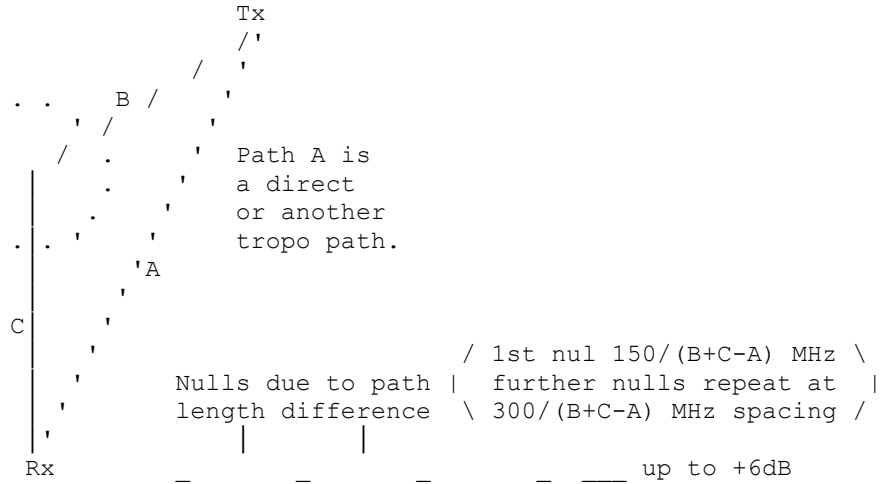 Tx
B
Path A is
a direct
or another
tropo path.
A
C
/ 1st nul 150/(B+C-A) MHz \
Nulls due to path | further nulls repeat at |
length difference \ 300/(B+C-A) MHz spacing /
Rx
up to +6dB